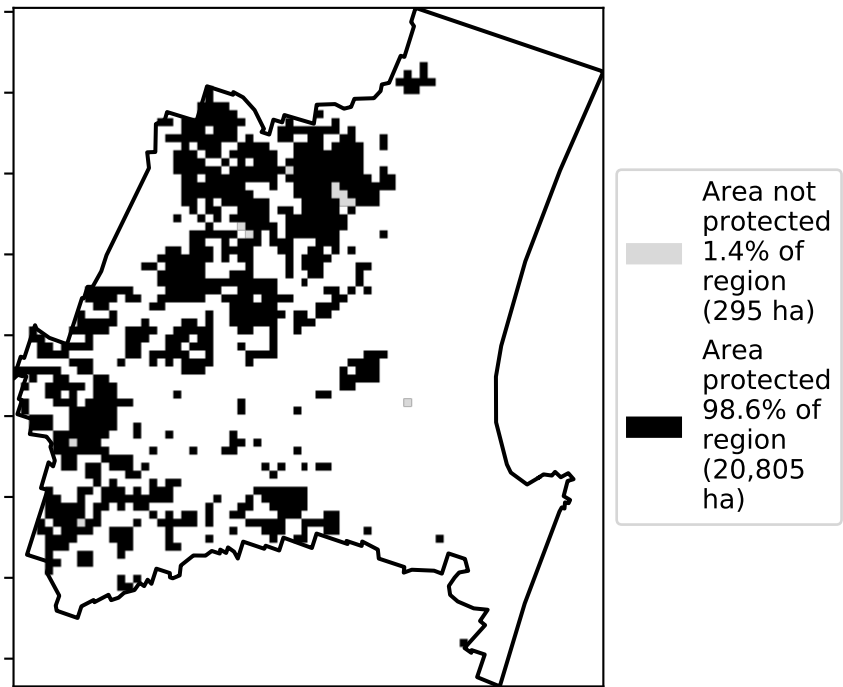 Area not
protected
1.4% of
region
(295 ha)
Area
protected
98.6% of
region
(20,805
ha)